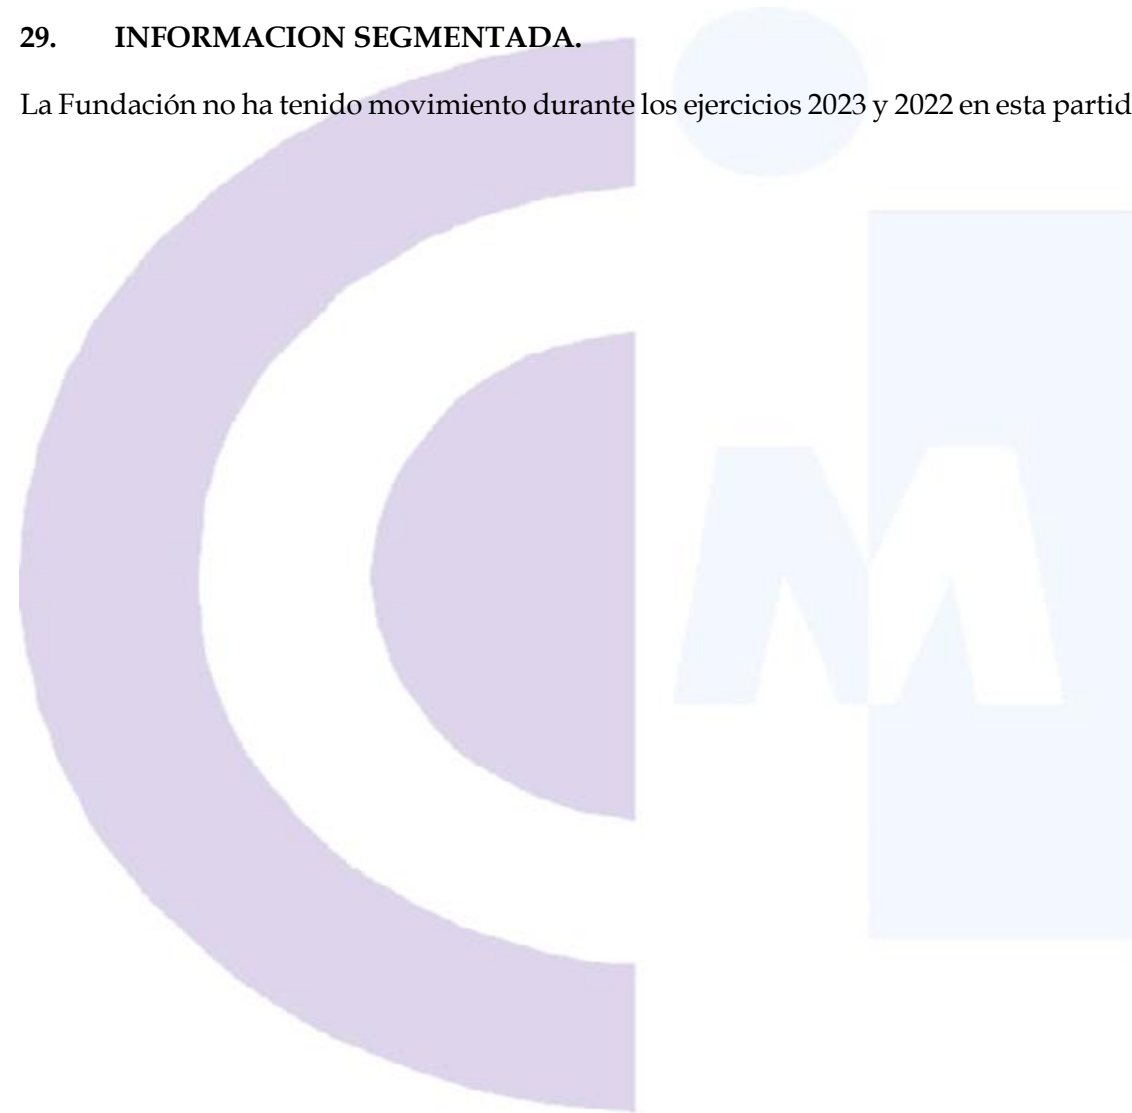 29. INFORMACION SEGMENTADA.
La Fundación no ha tenido movimiento durante los ejercicios 2023 y 2022 en esta partid
M